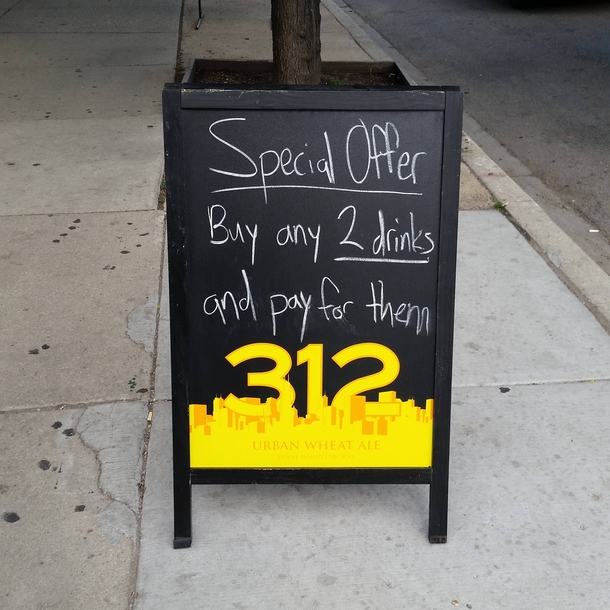 Special Offer
Buy any 2 drinks
and pay for them
312
URBAN WHEAT ALE